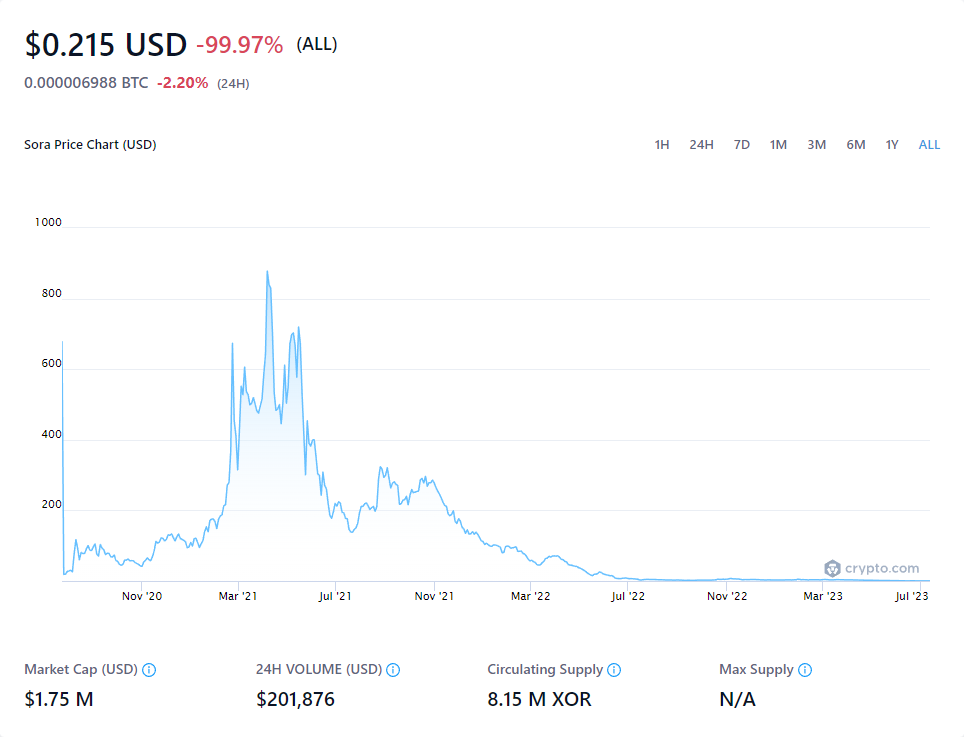 $0.215 USD -99.97% (ALL)
0.000006988 BTC -2.20% (24H)
Sora Price Chart (USD) 1H 24H 7D 1M 3M 6M 1Y ALL
1000
800
600
400
200
crypto.com
Nov '20 Mar '21 Jul '21 Nov '21 Mar '22 Jul '22 Nov '22 Mar '23 Jul '23
Market Cap (USD) 24H VOLUME (USD) Circulating Supply Max Supply
$1.75 M $201,876 8.15 M XOR N/A